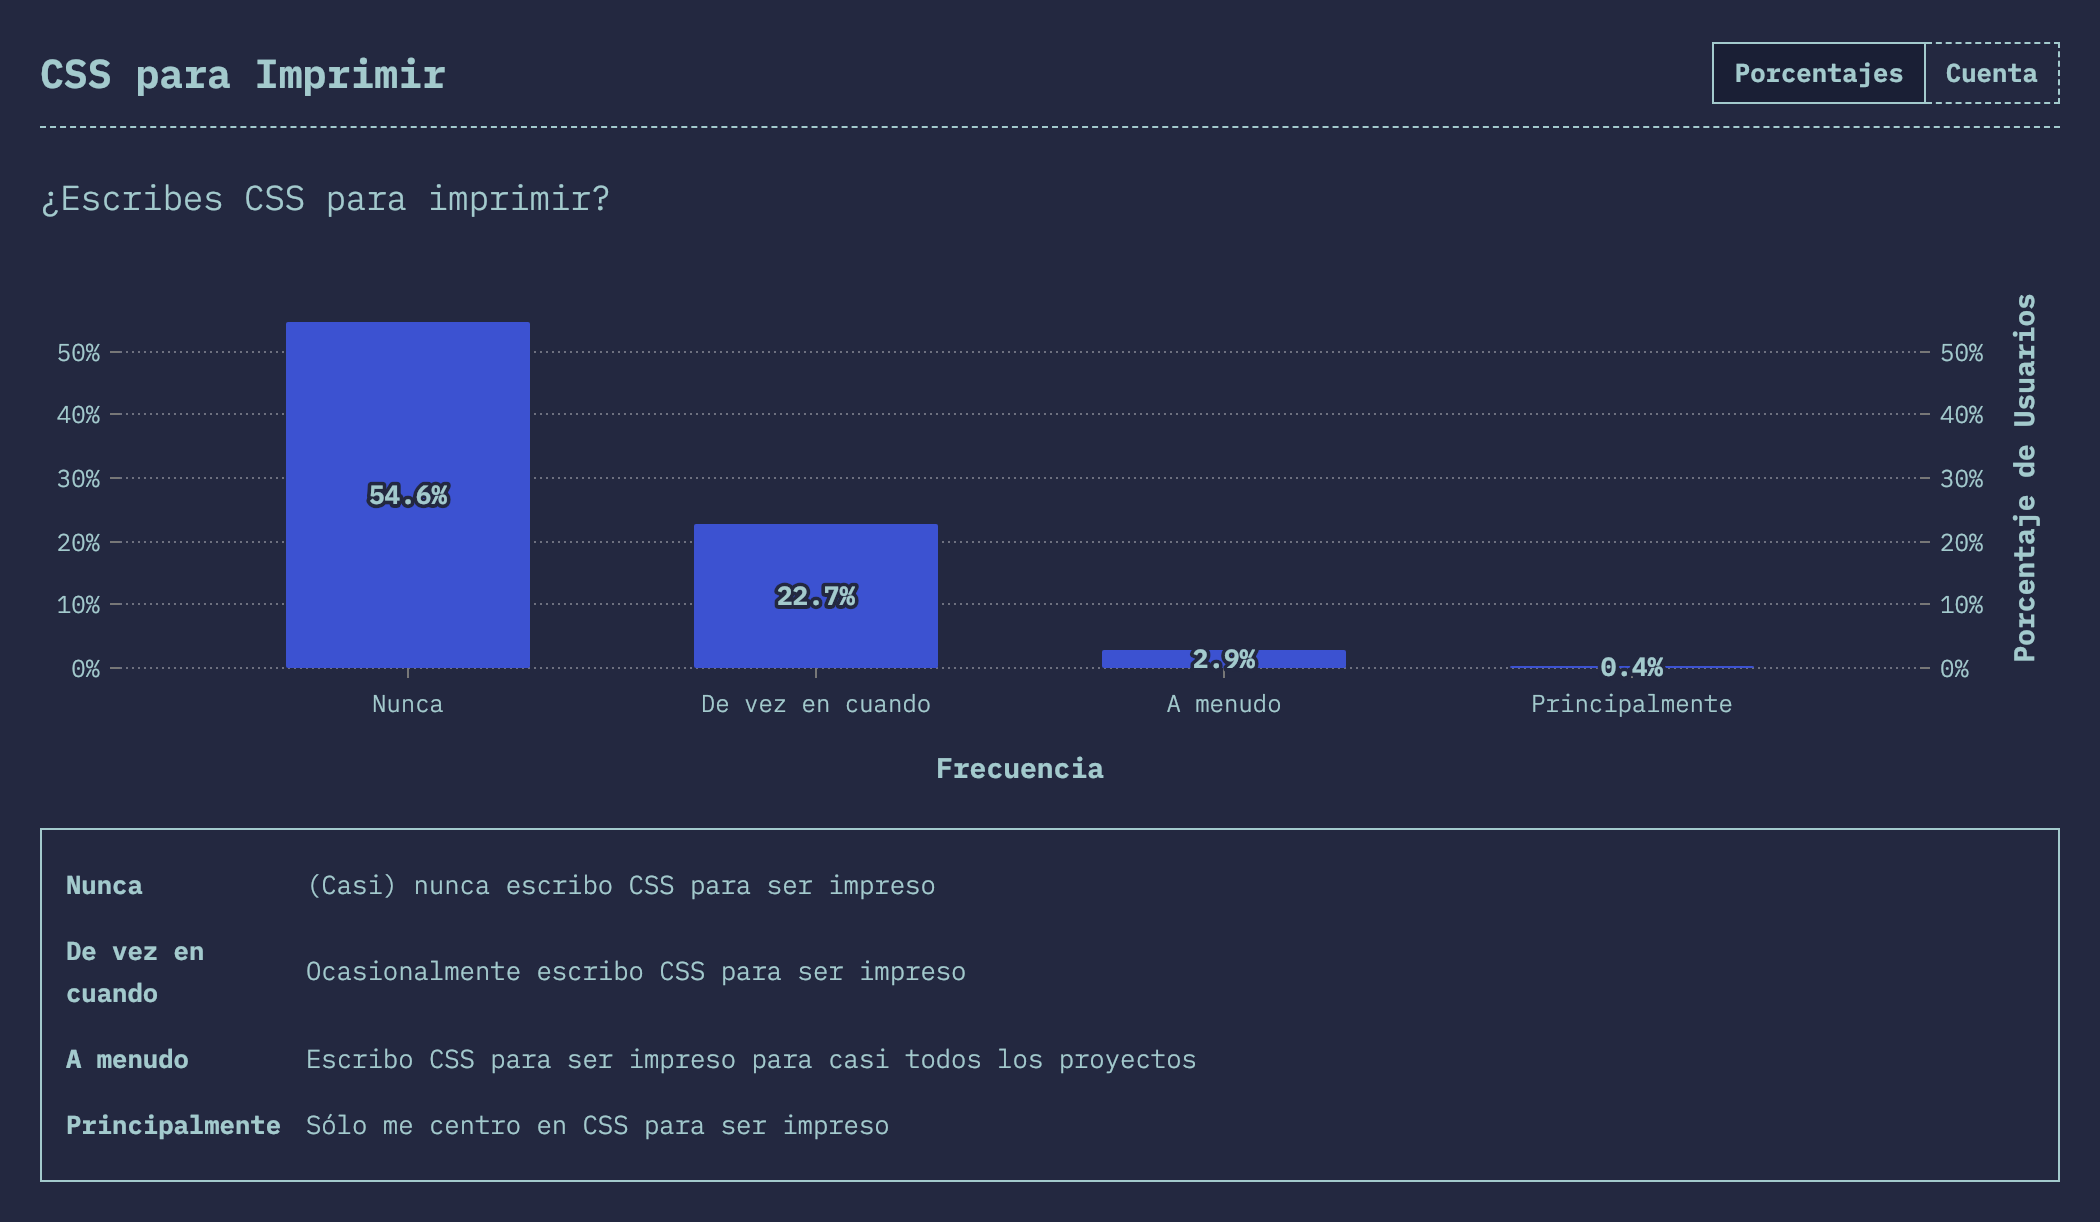 CSS para Imprimir
Porcentajes
Cuenta
¿Escribes CSS para imprimir?
50%
40%
30%
20%
10%
0%
54.6%
22.7%
2.9%
0.4%
50%
40%
30%
20%
10%
0%
Porcentaje de Usuarios
Nunca
De vez en cuando
A menudo
Principalmente
Frecuencia
Nunca
(Casi) nunca escribo CSS para ser impreso
De vez en
cuando
Ocasionalmente escribo CSS para ser impreso
A menudo
Escribo CSS para ser impreso para casi todos los proyectos
Principalmente
Sólo me centro en CSS para ser impreso